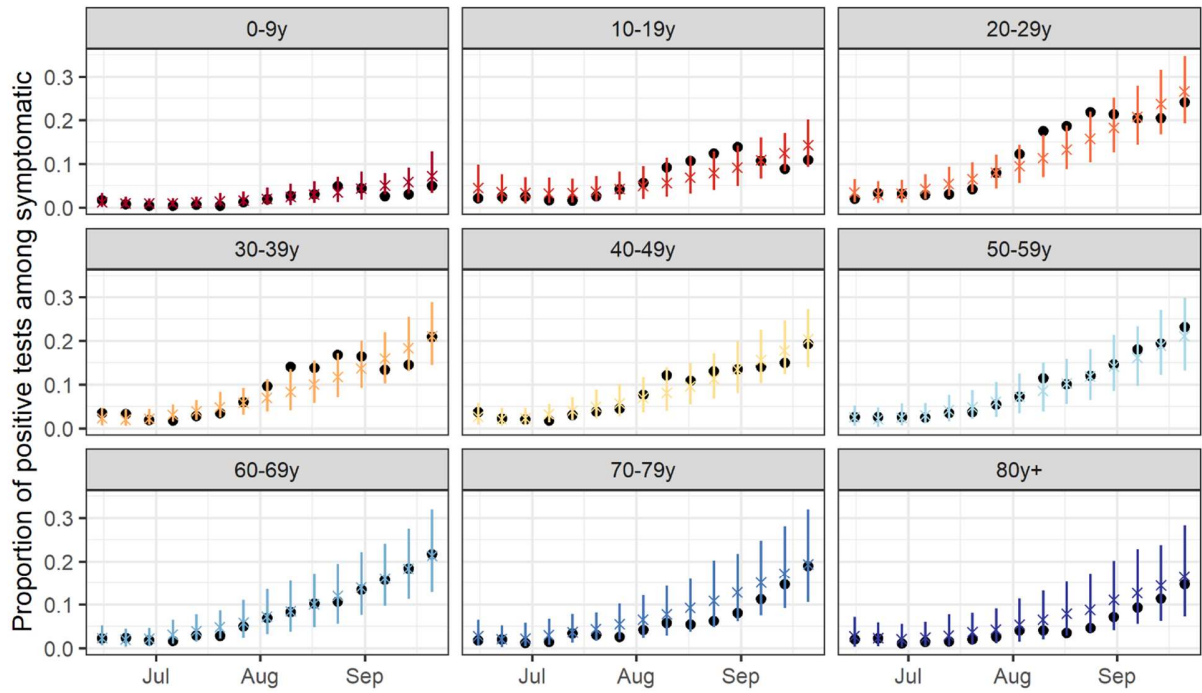 Proportion of positive tests among symptomatic
0-9y 10-19y 20-29y
0.3
0.2
0.1
0.0
30-39y 40-49y 50-59y
0.3
0.2
0.1
0.0
60-69y 70-79y 80y+
0.3
0.2
0.1
0.0
Jul Aug Sep Jul Aug Sep Jul Aug Sep